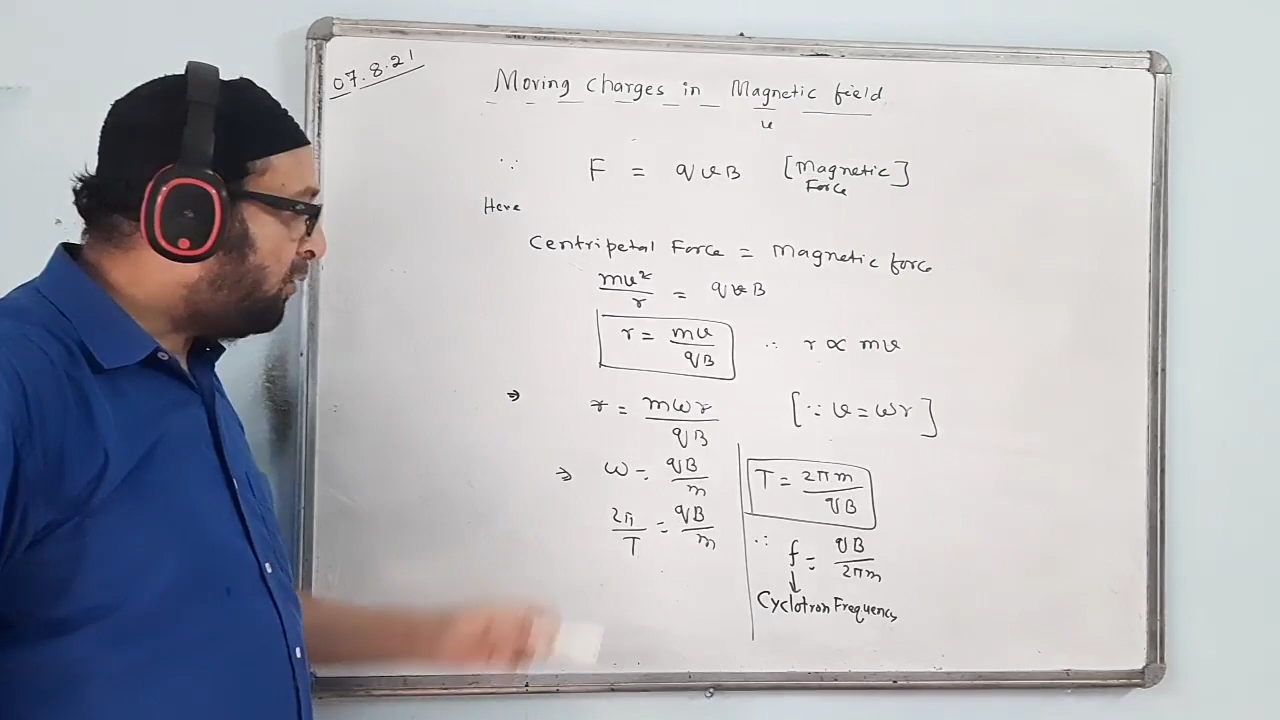 07.8.21
Moving charges in Magnetic field
∵ F = qvB [Magnetic Force]
Here
Centripetal Force = Magnetic force
mv²/r = qvB
r = mv/qB ∴ r ∝ mv
⇒ r = mωr/qB [∵ v = ωr]
⇒ ω = qB/m
2π/T = qB/m
T = 2πm/qB
∴ f = qB/2πm
↓
Cyclotron Frequency